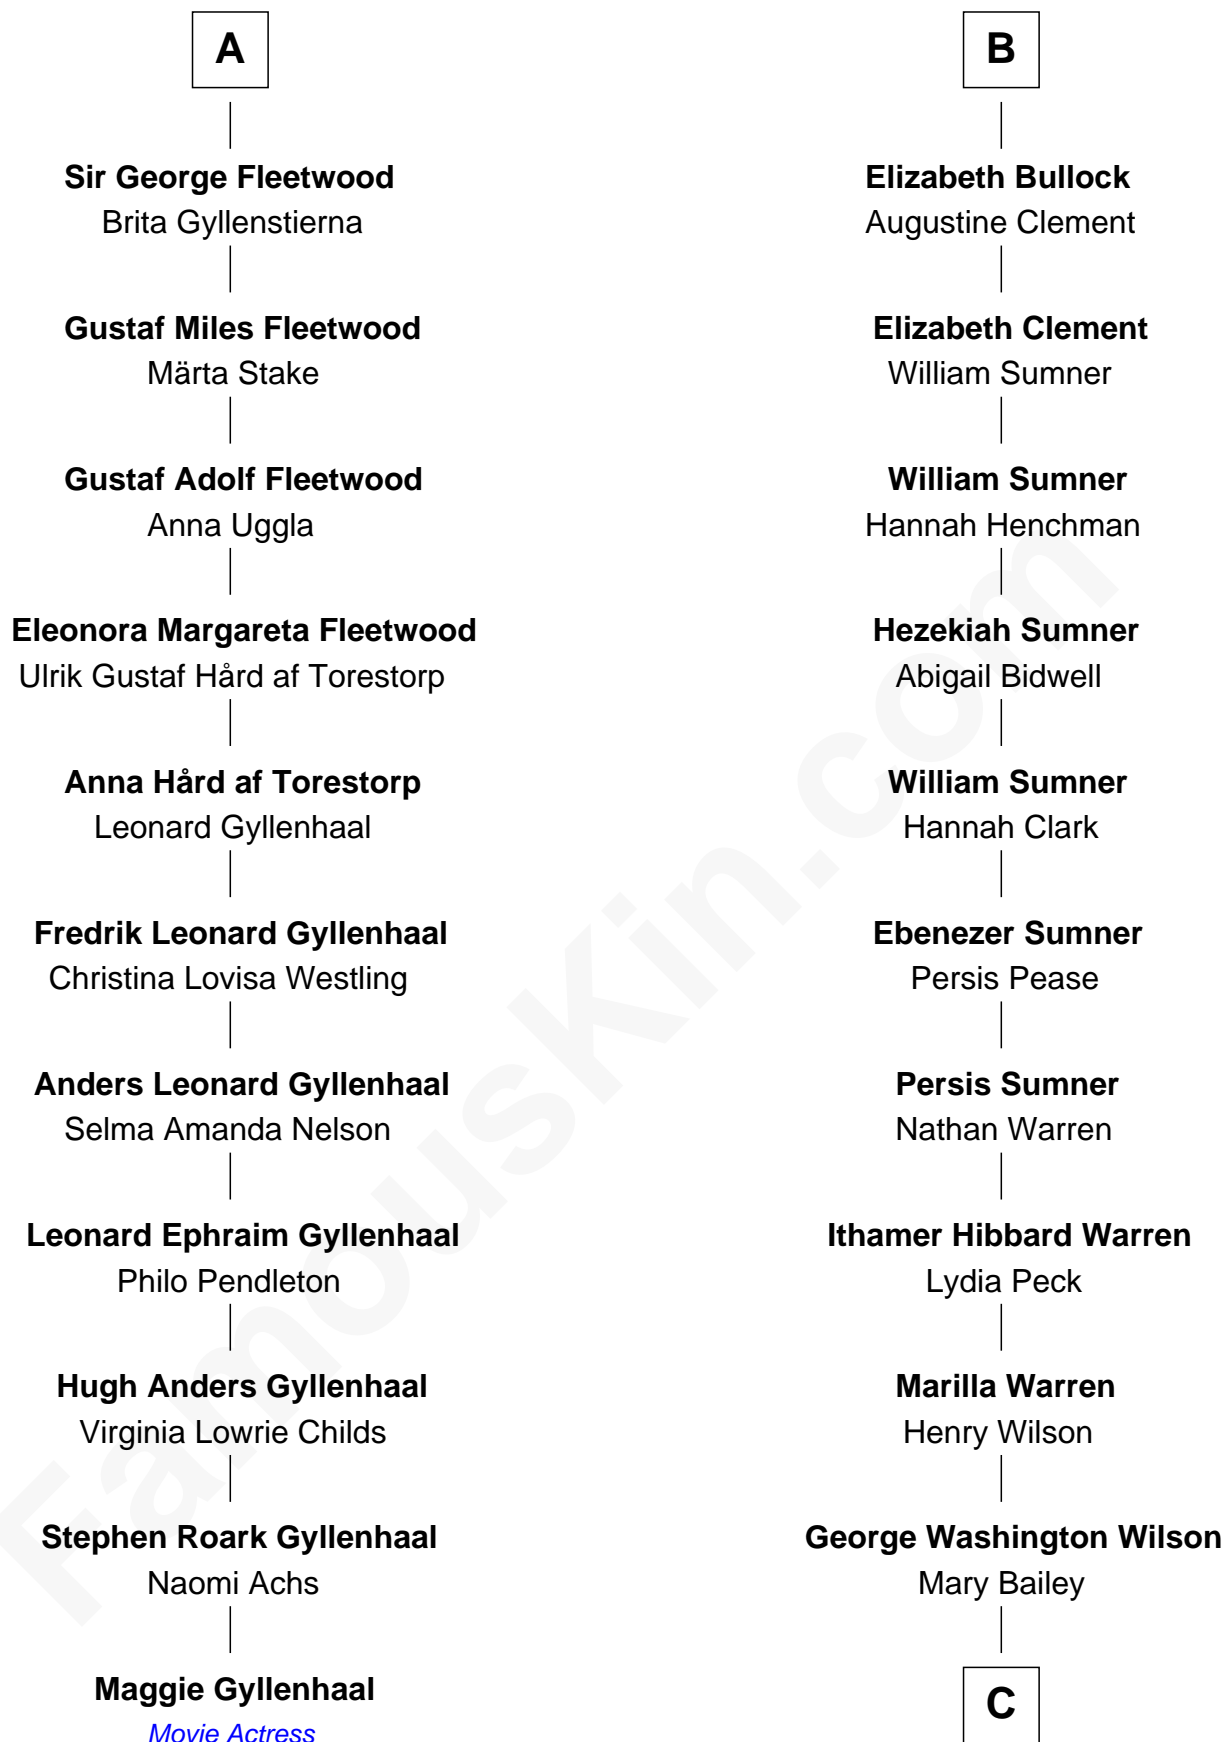 A
Sir George Fleetwood
Brita Gyllenstierna
Gustaf Miles Fleetwood
Märta Stake
Gustaf Adolf Fleetwood
Anna Uggla
Eleonora Margareta Fleetwood
Ulrik Gustaf Hård af Torestorp
Anna Hård af Torestorp
Leonard Gyllenhaal
Fredrik Leonard Gyllenhaal
Christina Lovisa Westling
Anders Leonard Gyllenhaal
Selma Amanda Nelson
Leonard Ephraim Gyllenhaal
Philo Pendleton
Hugh Anders Gyllenhaal
Virginia Lowrie Childs
Stephen Roark Gyllenhaal
Naomi Achs
Maggie Gyllenhaal
Movie Actress
B
Elizabeth Bullock
Augustine Clement
Elizabeth Clement
William Sumner
William Sumner
Hannah Henchman
Hezekiah Sumner
Abigail Bidwell
William Sumner
Hannah Clark
Ebenezer Sumner
Persis Pease
Persis Sumner
Nathan Warren
Ithamer Hibbard Warren
Lydia Peck
Marilla Warren
Henry Wilson
George Washington Wilson
Mary Bailey
C
FamousKin.com